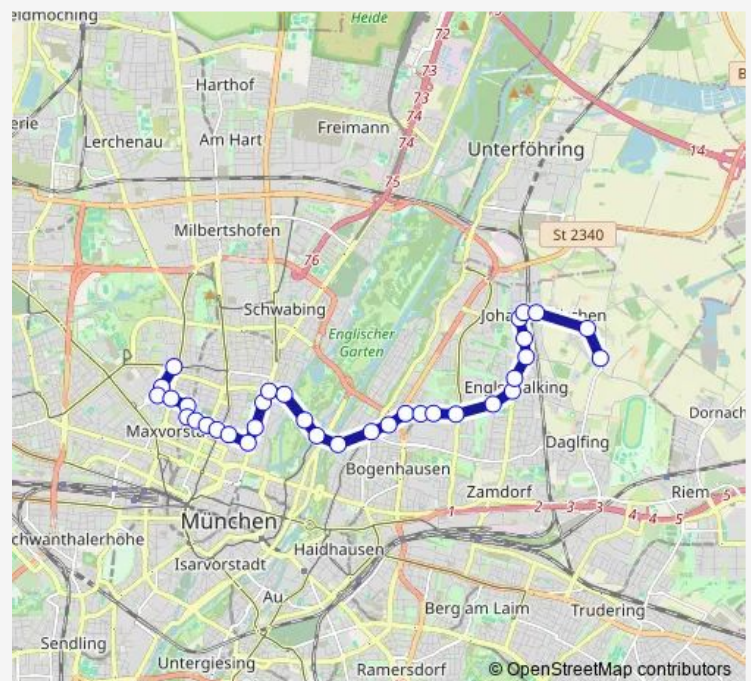 Heide
72
Harthof
73
73
B
Lerchenau
Am Hart
74
Freimann
74
Unterföhring
14
75
Milbertshofen
St 2340
76
Schwabing
Englischer
Garten
Dornach
Daglfing
Bogenhausen
Zamdorf
Riem
5
1
2
3
3
4
4
5
München
Haidhausen
Isarvorstadt
Au
Berg am Laim
Trudering
Sendling
Untergiesing
Ramersdorf
© OpenStreetMap contributors